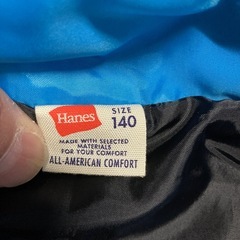 Hanes
SIZE
140
MADE WITH SELECTED
MATERIALS
FOR YOUR COMFORT
ALL-AMERICAN COMFORT